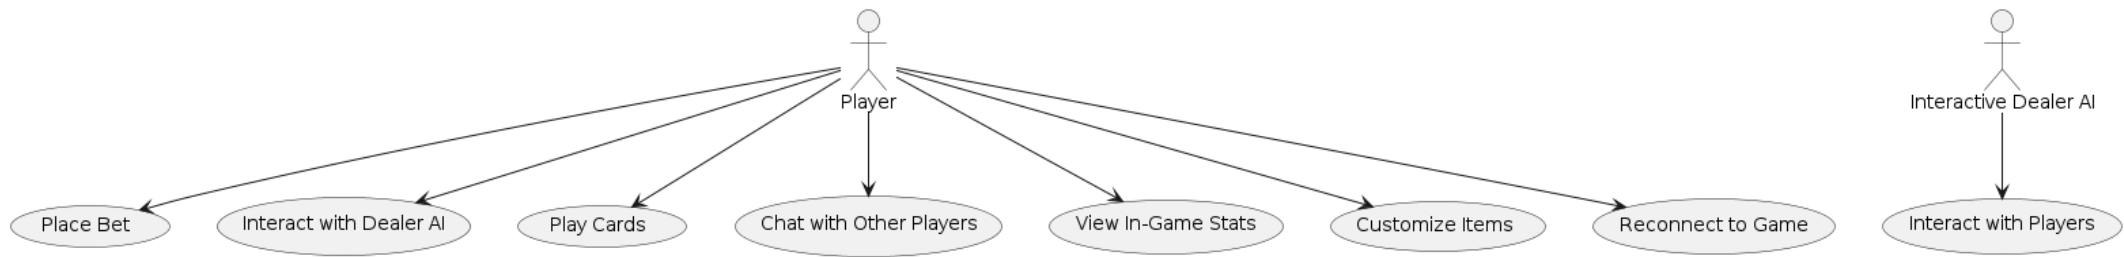 Player
Interactive Dealer AI
Place Bet
Interact with Dealer AI
Play Cards
Chat with Other Players
View In-Game Stats
Customize Items
Reconnect to Game
Interact with Players